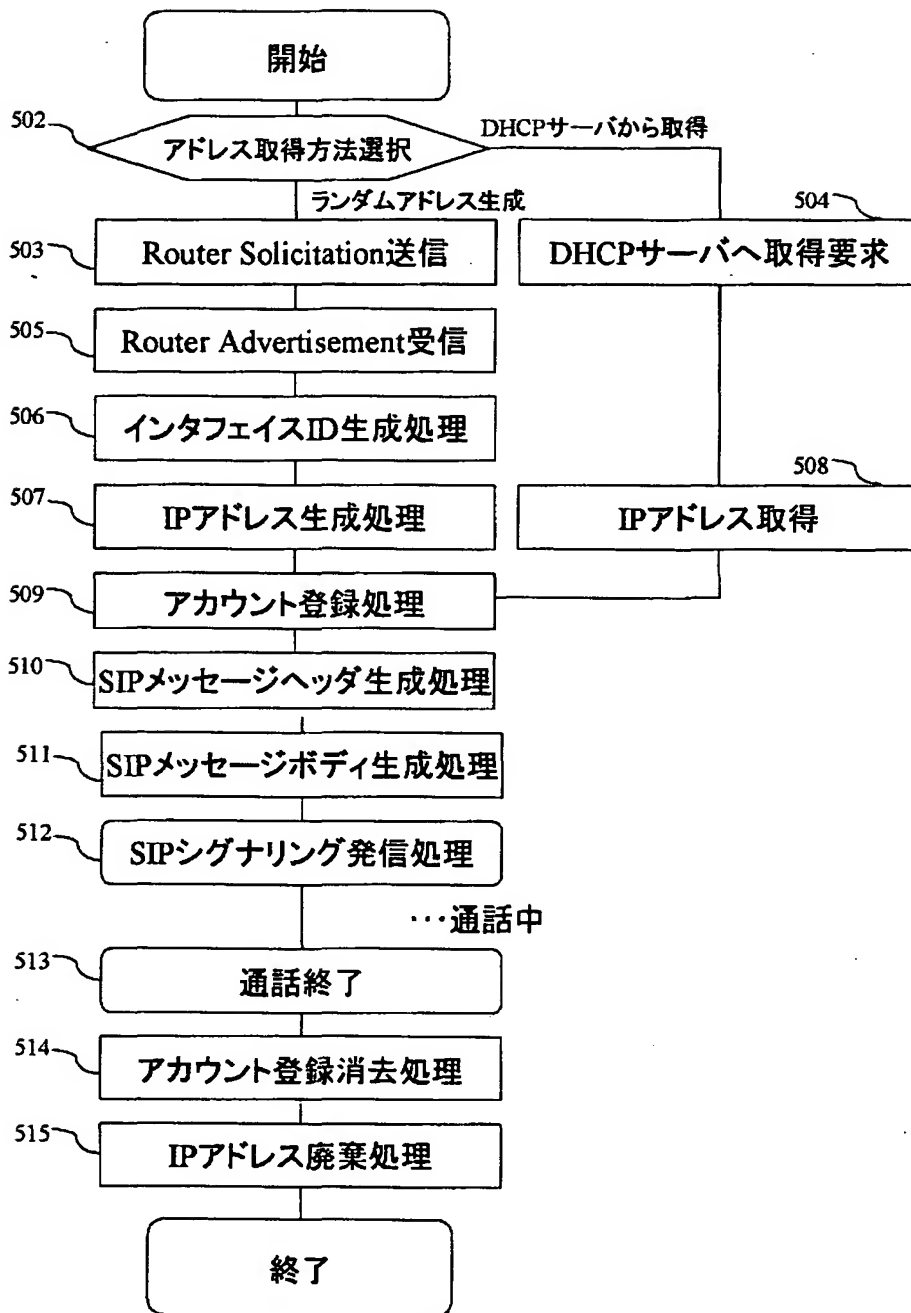 開始
502
アドレス取得方法選択
DHCPサーバから取得
ランダムアドレス生成
503
Router Solicitation送信
504
DHCPサーバへ取得要求
505
Router Advertisement受信
506
インタフェイスID生成処理
507
IPアドレス生成処理
508
IPアドレス取得
509
アカウント登録処理
510
SIPメッセージヘッダ生成処理
511
SIPメッセージボディ生成処理
512
SIPシグナリング発信処理
…通話中
513
通話終了
514
アカウント登録消去処理
515
IPアドレス廃棄処理
終了